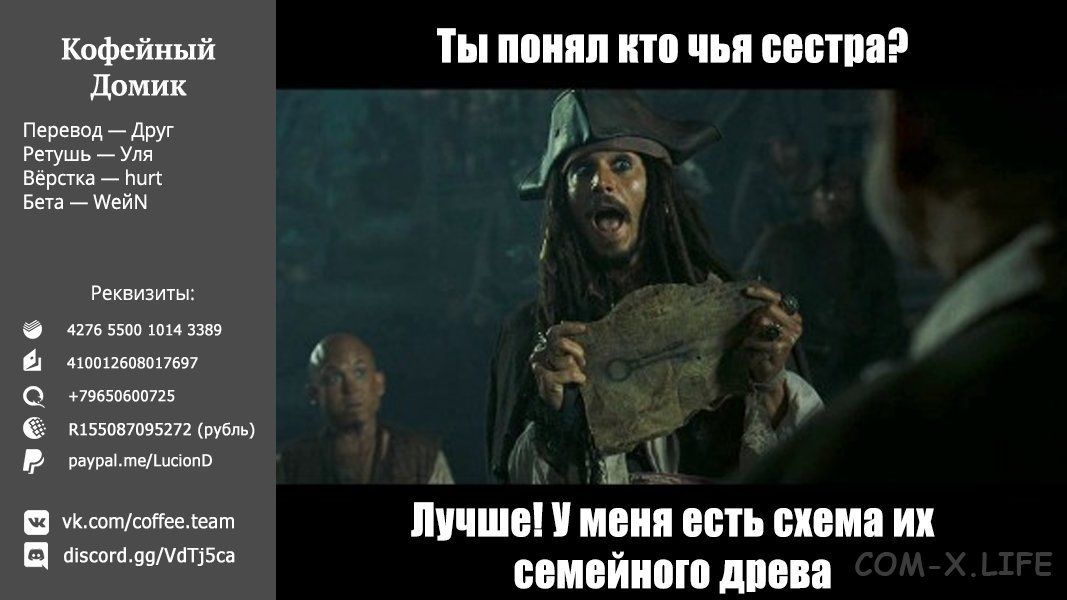 Кофейный
Домик
Перевод — Друг
Ретушь — Уля
Вёрстка — hurt
Бета — WeйN
Реквизиты:
4276 5500 1014 3389
410012608017697
+79650600725
R155087095272 (рубль)
paypal.me/LucionD
vk.com/coffee.team
discord.gg/VdTj5ca
Ты понял кто чья сестра?
Лучше! У меня есть схема их
семейного древа
COM-X.LIFE